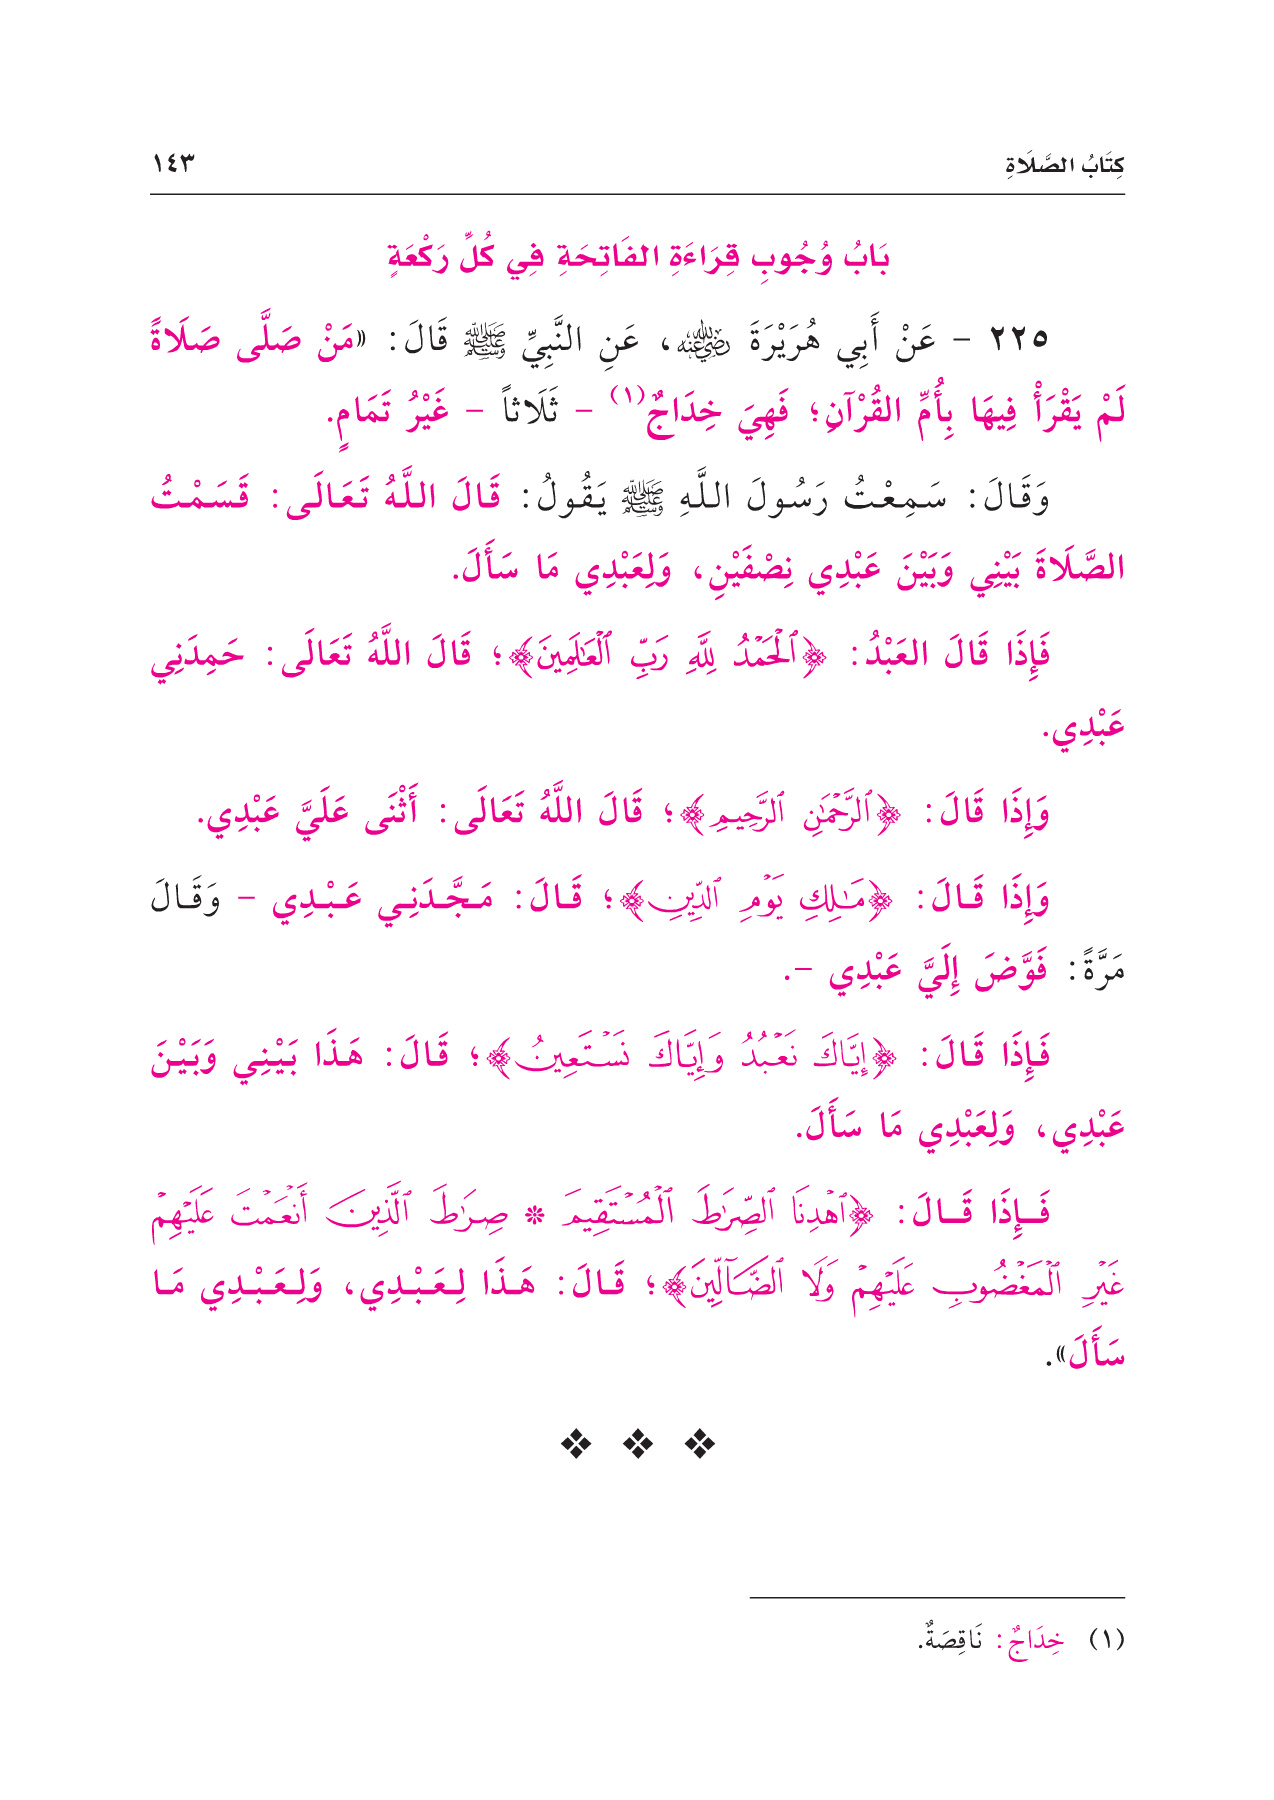 كِتَابُ الصَّلَاةِ ١٤٣
بَابُ وُجُوبِ قِرَاءَةِ الفَاتِحَةِ فِي كُلِّ رَكْعَةٍ
٢٢٥ - عَنْ أَبِي هُرَيْرَةَ رضي الله عنه، عَنِ النَّبِيِّ ﷺ قَالَ: «مَنْ صَلَّى صَلَاةً
لَمْ يَقْرَأْ فِيهَا بِأُمِّ القُرْآنِ؛ فَهِيَ خِدَاجٌ(١) - ثَلَاثاً - غَيْرُ تَمَامٍ.
وَقَالَ: سَمِعْتُ رَسُولَ اللَّهِ ﷺ يَقُولُ: قَالَ اللَّهُ تَعَالَى: قَسَمْتُ
الصَّلَاةَ بَيْنِي وَبَيْنَ عَبْدِي نِصْفَيْنِ، وَلِعَبْدِي مَا سَأَلَ.
فَإِذَا قَالَ العَبْدُ: ﴿ٱلْحَمْدُ لِلَّهِ رَبِّ ٱلْعَٰلَمِينَ﴾؛ قَالَ اللَّهُ تَعَالَى: حَمِدَنِي
عَبْدِي.
وَإِذَا قَالَ: ﴿ٱلرَّحْمَٰنِ ٱلرَّحِيمِ﴾؛ قَالَ اللَّهُ تَعَالَى: أَثْنَى عَلَيَّ عَبْدِي.
وَإِذَا قَالَ: ﴿مَٰلِكِ يَوْمِ ٱلدِّينِ﴾؛ قَالَ: مَجَّدَنِي عَبْدِي - وَقَالَ
مَرَّةً: فَوَّضَ إِلَيَّ عَبْدِي -.
فَإِذَا قَالَ: ﴿إِيَّاكَ نَعْبُدُ وَإِيَّاكَ نَسْتَعِينُ﴾؛ قَالَ: هَذَا بَيْنِي وَبَيْنَ
عَبْدِي، وَلِعَبْدِي مَا سَأَلَ.
فَإِذَا قَالَ: ﴿ٱهْدِنَا ٱلصِّرَٰطَ ٱلْمُسْتَقِيمَ * صِرَٰطَ ٱلَّذِينَ أَنْعَمْتَ عَلَيْهِمْ
غَيْرِ ٱلْمَغْضُوبِ عَلَيْهِمْ وَلَا ٱلضَّآلِّينَ﴾؛ قَالَ: هَذَا لِعَبْدِي، وَلِعَبْدِي مَا
سَأَلَ».
(١) خِدَاجٌ: نَاقِصَةٌ.